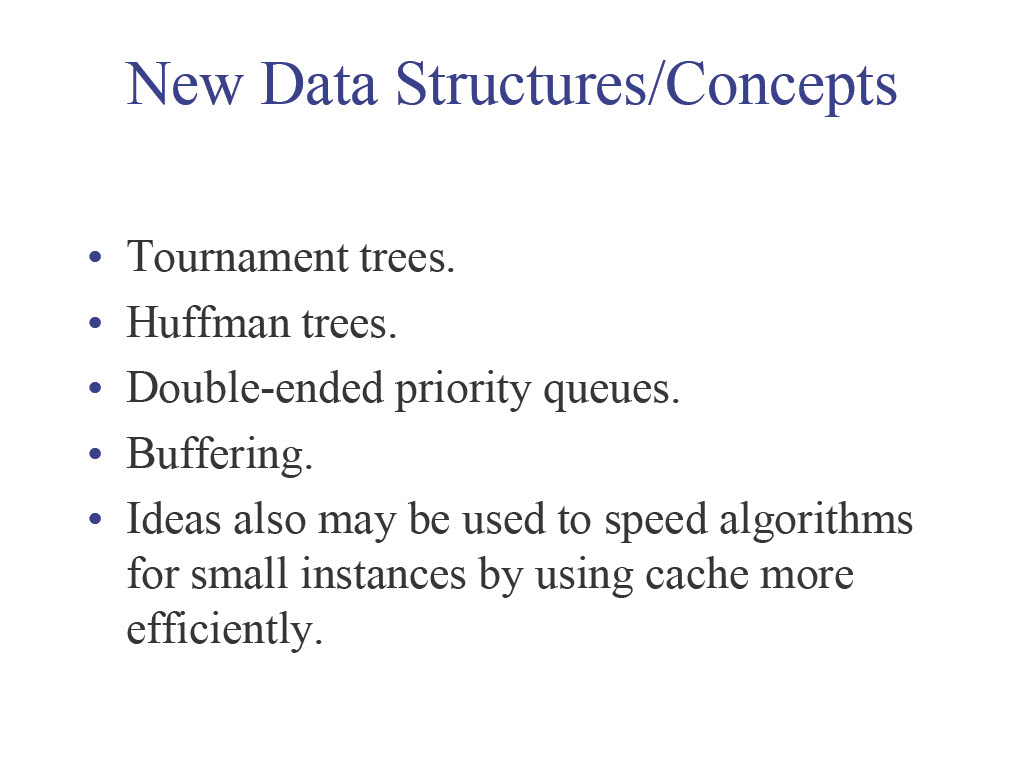 New Data Structures/Concepts
• Tournament trees.
• Huffman trees.
• Double-ended priority queues.
• Buffering.
• Ideas also may be used to speed algorithms
for small instances by using cache more
efficiently.